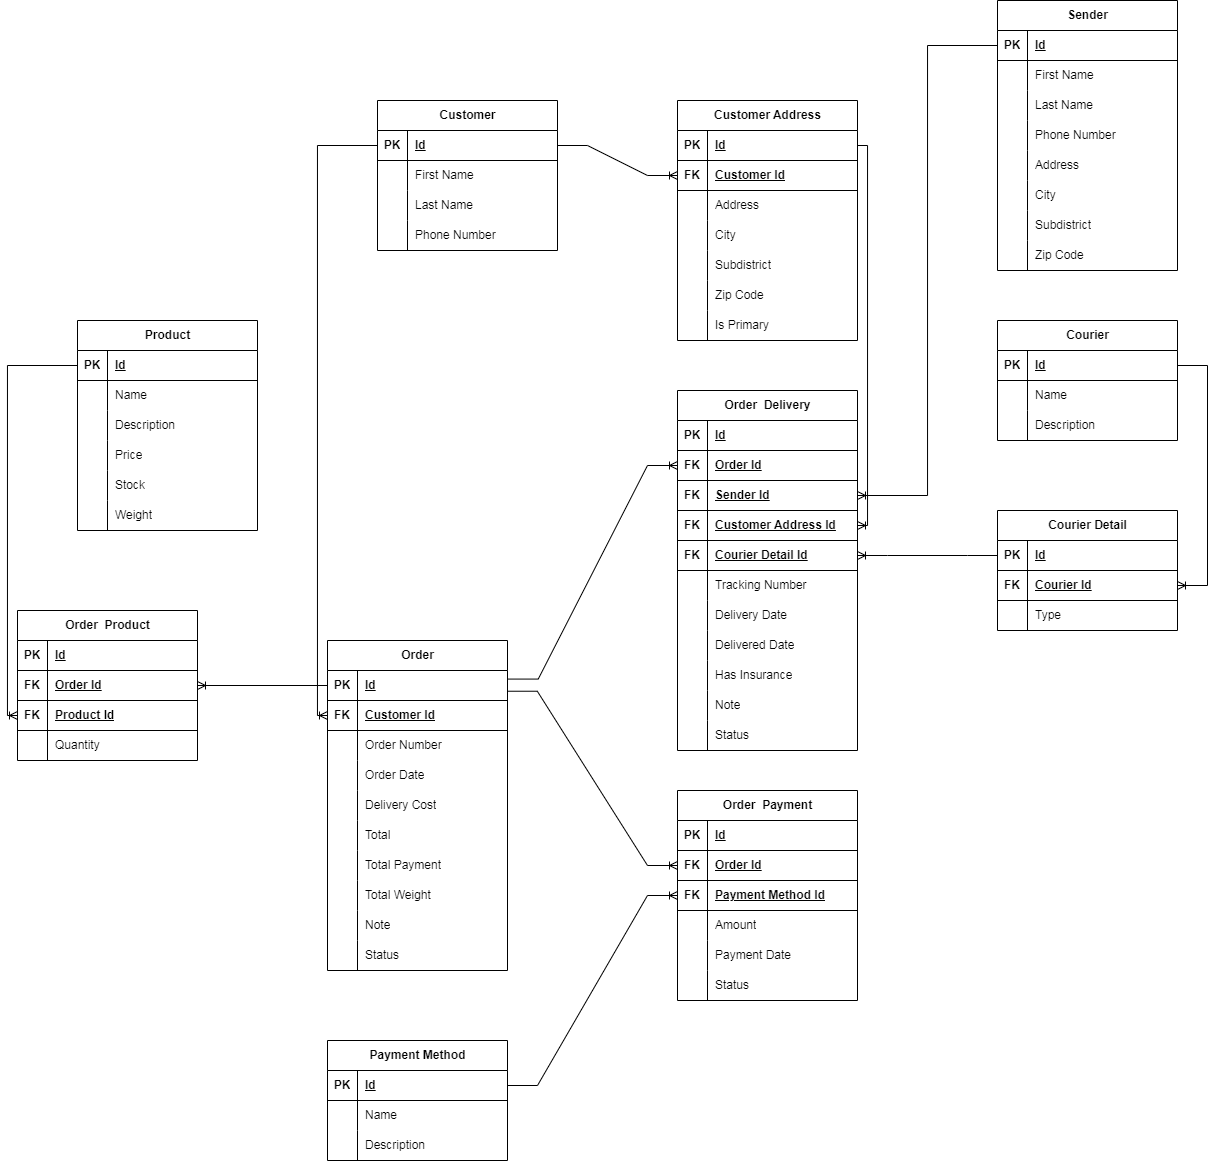 Sender
PK Id
First Name
Last Name
Phone Number
Address
City
Subdistrict
Zip Code
Customer
PK Id
First Name
Last Name
Phone Number
Customer Address
PK Id
FK Customer Id
Address
City
Subdistrict
Zip Code
Is Primary
Product
PK Id
Name
Description
Price
Stock
Weight
Courier
PK Id
Name
Description
Order Delivery
PK Id
FK Order Id
FK Sender Id
FK Customer Address Id
FK Courier Detail Id
Tracking Number
Delivery Date
Delivered Date
Has Insurance
Note
Status
Courier Detail
PK Id
FK Courier Id
Type
Order Product
PK Id
FK Order Id
FK Product Id
Quantity
Order
PK Id
FK Customer Id
Order Number
Order Date
Delivery Cost
Total
Total Payment
Total Weight
Note
Status
Order Payment
PK Id
FK Order Id
FK Payment Method Id
Amount
Payment Date
Status
Payment Method
PK Id
Name
Description